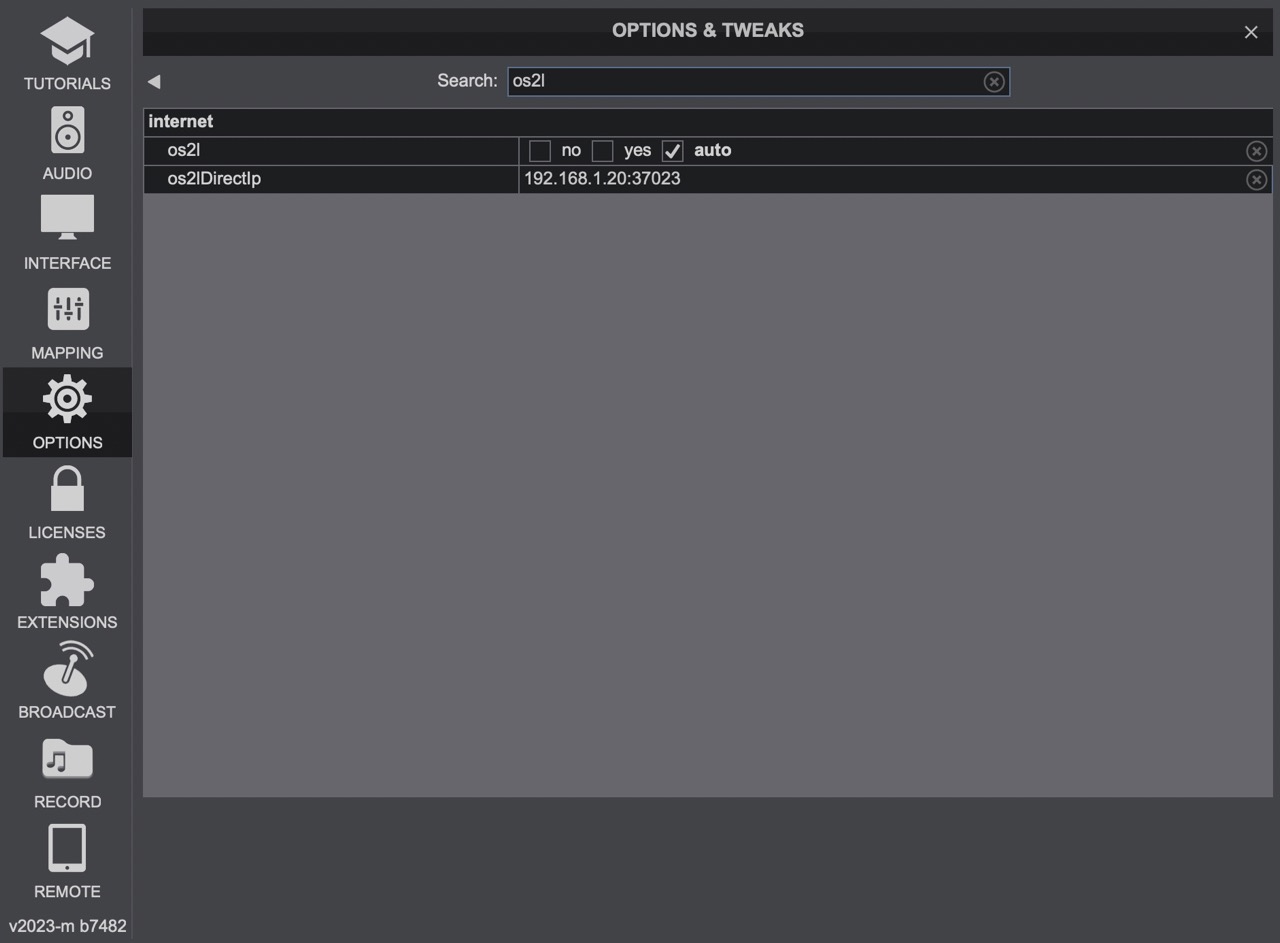 OPTIONS & TWEAKS
TUTORIALS
AUDIO
INTERFACE
MAPPING
OPTIONS
LICENSES
EXTENSIONS
BROADCAST
RECORD
REMOTE
v2023-m b7482
Search: os2l
internet
os2l no yes auto
os2lDirectIp 192.168.1.20:37023